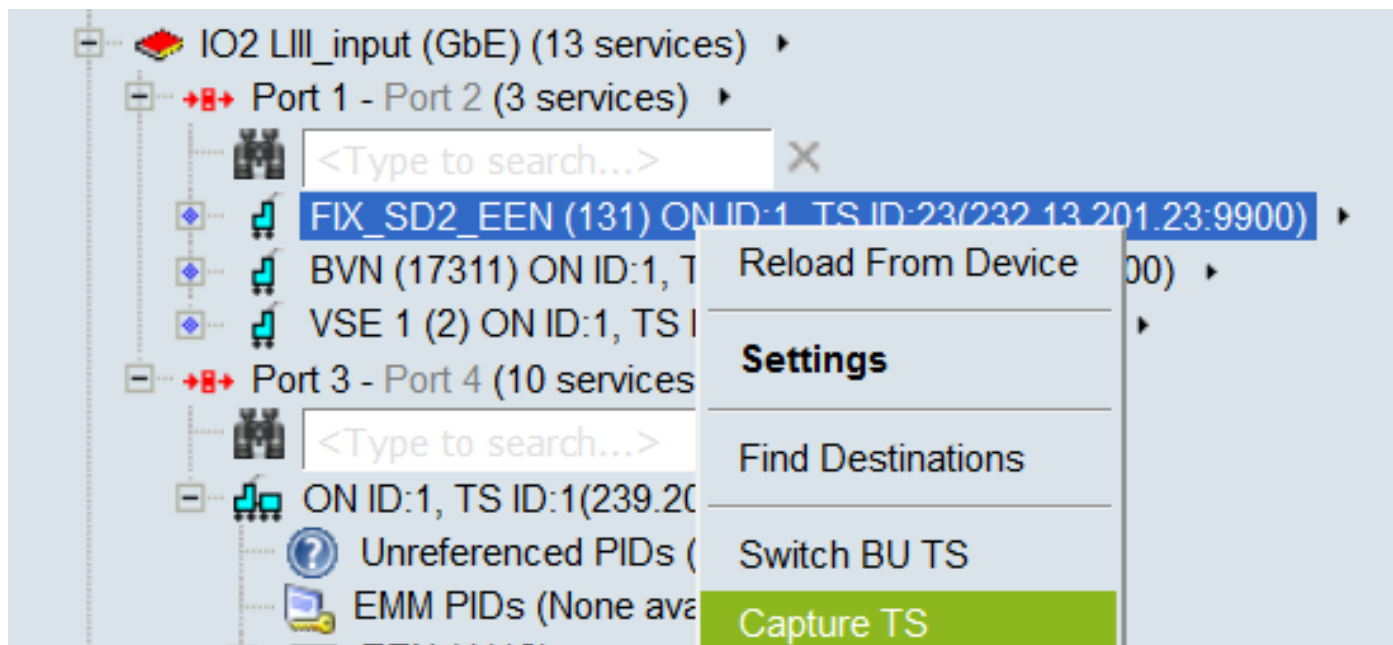 IO2 LIII_input (GbE) (13 services)
Port 1 - Port 2 (3 services)
<Type to search...>
FIX_SD2_EEN (131) ON ID:1, TS ID:23(232.13.201.23:9900)
BVN (17311) ON ID:1, T 00)
VSE 1 (2) ON ID:1, TS I
Port 3 - Port 4 (10 services
<Type to search...>
ON ID:1, TS ID:1(239.20
Unreferenced PIDs (
EMM PIDs (None ava
Reload From Device
Settings
Find Destinations
Switch BU TS
Capture TS